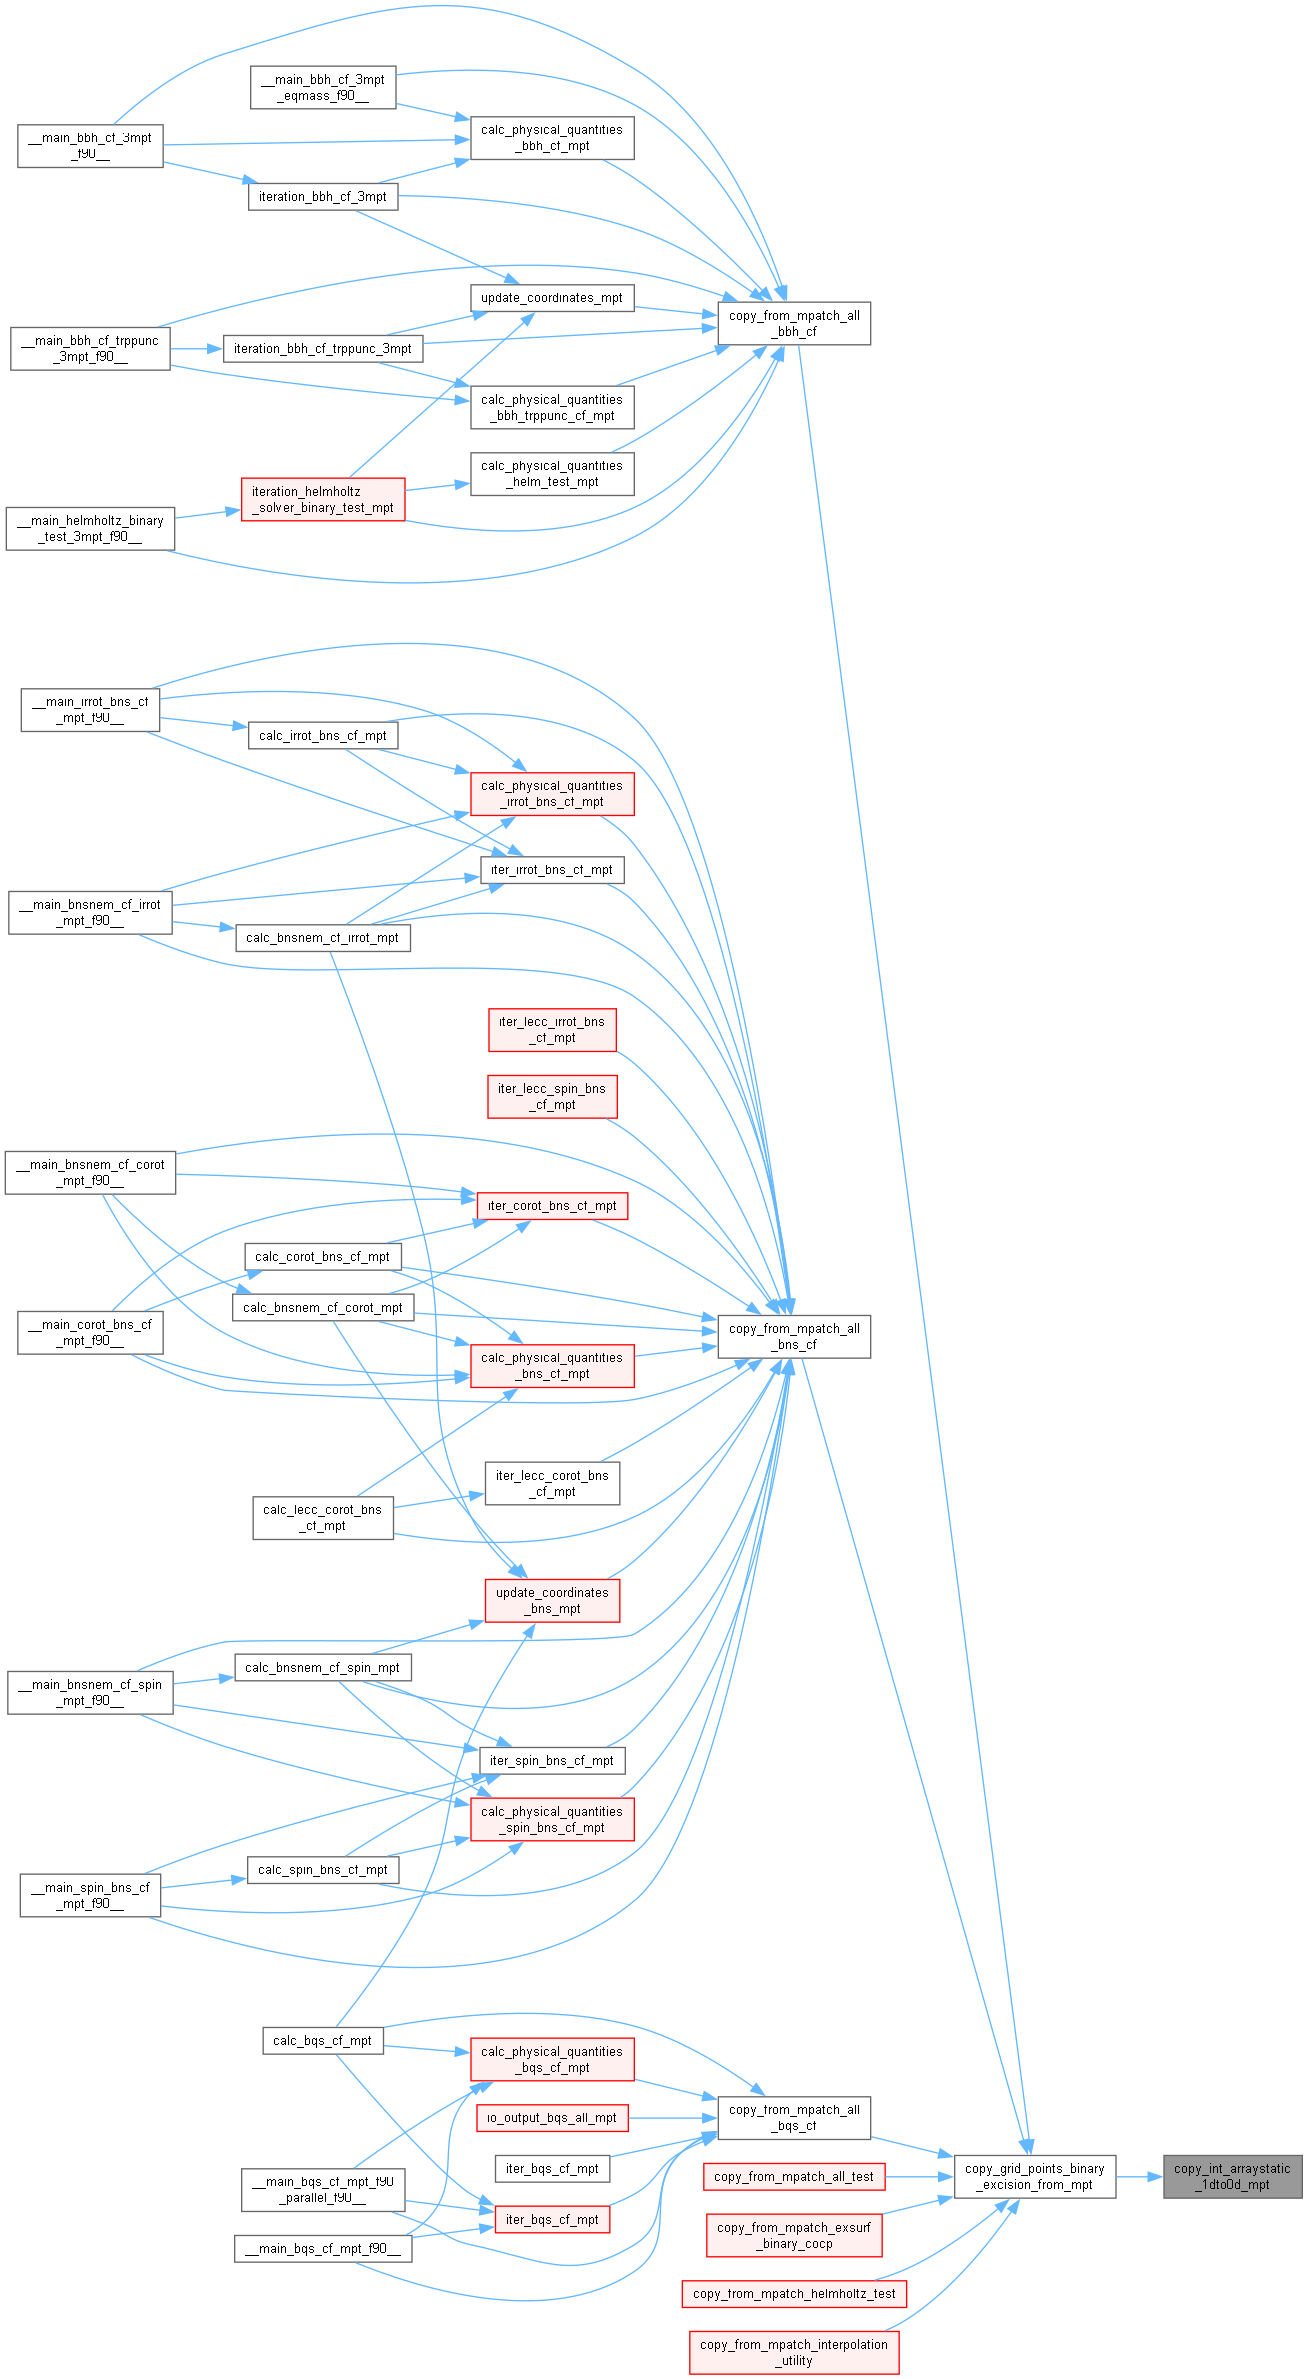 __main_bbh_cf_3mpt
_eqmass_f90__
calc_physical_quantities
_bbh_cf_mpt
__main_bbh_cf_3mpt
_f90__
iteration_bbh_cf_3mpt
update_coordinates_mpt
copy_from_mpatch_all
_bbh_cf
__main_bbh_cf_trppunc
_3mpt_f90__
iteration_bbh_cf_trppunc_3mpt
calc_physical_quantities
_bbh_trppunc_cf_mpt
calc_physical_quantities
_helm_test_mpt
iteration_helmholtz
_solver_binary_test_mpt
__main_helmholtz_binary
_test_3mpt_f90__
__main_irrot_bns_cf
_mpt_f90__
calc_irrot_bns_cf_mpt
calc_physical_quantities
_irrot_bns_cf_mpt
iter_irrot_bns_cf_mpt
__main_bnsnem_cf_irrot
_mpt_f90__
calc_bnsnem_cf_irrot_mpt
iter_lecc_irrot_bns
_cf_mpt
iter_lecc_spin_bns
_cf_mpt
__main_bnsnem_cf_corot
_mpt_f90__
iter_corot_bns_cf_mpt
calc_corot_bns_cf_mpt
calc_bnsnem_cf_corot_mpt
__main_corot_bns_cf
_mpt_f90__
copy_from_mpatch_all
_bns_cf
calc_physical_quantities
_bns_cf_mpt
iter_lecc_corot_bns
_cf_mpt
calc_lecc_corot_bns
_cf_mpt
update_coordinates
_bns_mpt
calc_bnsnem_cf_spin_mpt
__main_bnsnem_cf_spin
_mpt_f90__
iter_spin_bns_cf_mpt
calc_physical_quantities
_spin_bns_cf_mpt
calc_spin_bns_cf_mpt
__main_spin_bns_cf
_mpt_f90__
calc_bqs_cf_mpt
calc_physical_quantities
_bqs_cf_mpt
copy_from_mpatch_all
_bqs_cf
io_output_bqs_all_mpt
iter_bqs_cf_mpt
copy_from_mpatch_all_test
copy_grid_points_binary
_excision_from_mpt
copy_int_arraystatic
_1dto0d_mpt
__main_bqs_cf_mpt_f90
_parallel_f90__
iter_bqs_cf_mpt
copy_from_mpatch_exsurf
_binary_cocp
__main_bqs_cf_mpt_f90__
copy_from_mpatch_helmholtz_test
copy_from_mpatch_interpolation
_utility